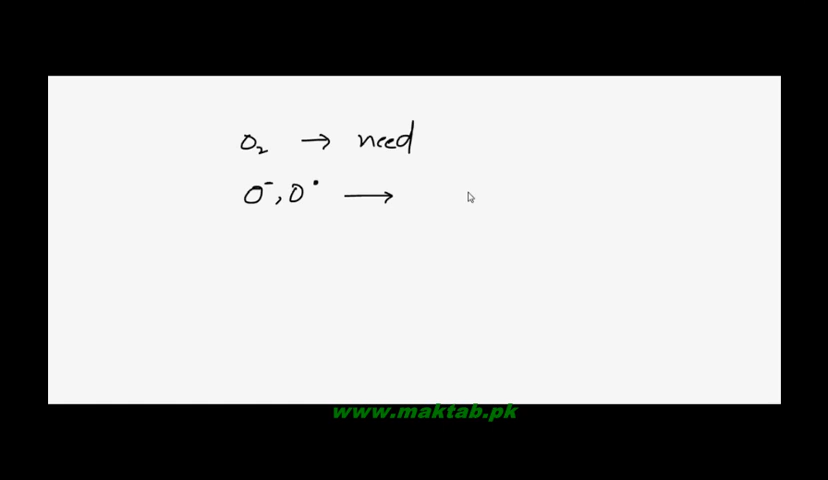 O₂ → need
O⁻, O• →
www.maktab.pk